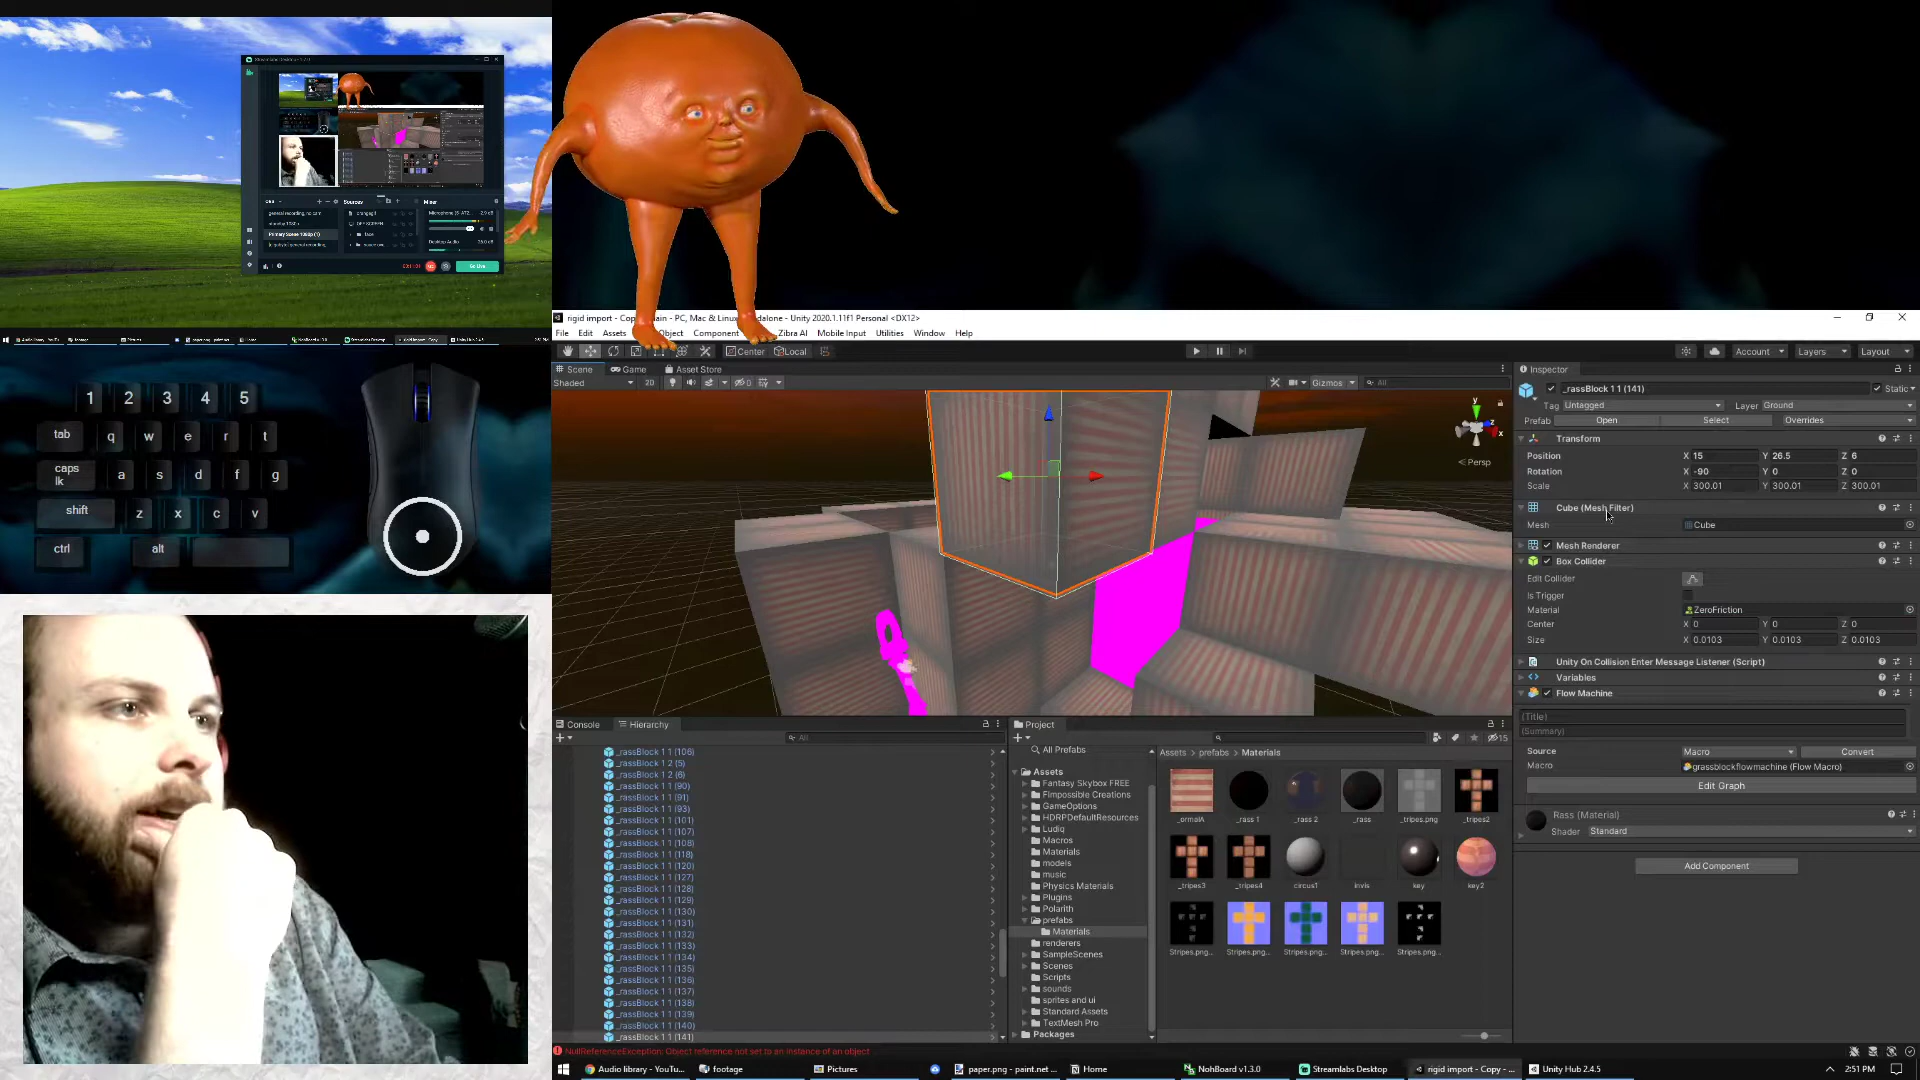 rigid import - Cop
ain - PC, Mac & Linux
dalone - Unity 2020.1.11f1 Personal <DX12>
File Edit Assets
Object Component
Zibra AI Mobile Input Utilities Window Help
Center Local
Account Layers Layout
Scene Game Asset Store
Shaded 2D
0 Gizmos All
y
z
x
Persp
Inspector
_rassBlock 1 1 (141) Static
Tag Untagged Layer Ground
Prefab Open Select Overrides
Transform
Position X 15 Y 26.5 Z 6
Rotation X -90 Y 0 Z 0
Scale X 300.01 Y 300.01 Z 300.01
Cube (Mesh Filter)
Mesh Cube
Mesh Renderer
Box Collider
Edit Collider
Is Trigger
Material ZeroFriction
Center X 0 Y 0 Z 0
Size X 0.0103 Y 0.0103 Z 0.0103
Unity On Collision Enter Message Listener (Script)
Variables
Flow Machine
(Title)
(Summary)
Source Macro Convert
Macro grassblockflowmachine (Flow Macro)
Edit Graph
Rass (Material)
Shader Standard
Add Component
1 2 3 4 5
tab q w e r t
caps lk a s d f g
shift z x c v
ctrl alt
Console Hierarchy
All
_rassBlock 1 1 (106)
_rassBlock 1 2 (5)
_rassBlock 1 2 (6)
_rassBlock 1 1 (90)
_rassBlock 1 1 (91)
_rassBlock 1 1 (93)
_rassBlock 1 1 (101)
_rassBlock 1 1 (107)
_rassBlock 1 1 (108)
_rassBlock 1 1 (118)
_rassBlock 1 1 (120)
_rassBlock 1 1 (127)
_rassBlock 1 1 (128)
_rassBlock 1 1 (129)
_rassBlock 1 1 (130)
_rassBlock 1 1 (131)
_rassBlock 1 1 (132)
_rassBlock 1 1 (133)
_rassBlock 1 1 (134)
_rassBlock 1 1 (135)
_rassBlock 1 1 (136)
_rassBlock 1 1 (137)
_rassBlock 1 1 (138)
_rassBlock 1 1 (139)
_rassBlock 1 1 (140)
_rassBlock 1 1 (141)
Project
15
All Prefabs
Assets
Fantasy Skybox FREE
Fimpossible Creations
GameOptions
HDRPDefaultResources
Ludiq
Macros
Materials
models
music
Physics Materials
Plugins
Polarith
prefabs
Materials
renderers
SampleScenes
Scenes
Scripts
sounds
sprites and ui
Standard Assets
TextMesh Pro
Packages
Assets prefabs Materials
_ormalA _rass 1 _rass 2 _rass _tripes.png _tripes2
_tripes3 _tripes4 circus1 invis key key2
Stripes.png... Stripes.png... Stripes.png... Stripes.png... Stripes.png...
NullReferenceException: Object reference not set to an instance of an object
Audio library - YouTu... footage Pictures paper.png - paint.net ... Home NohBoard v1.3.0 Streamlabs Desktop rigid import - Copy -... Unity Hub 2.4.5 2:51 PM
Sources
Mixer
Primary Scene 1080p (1)
Desktop Audio
Go Live